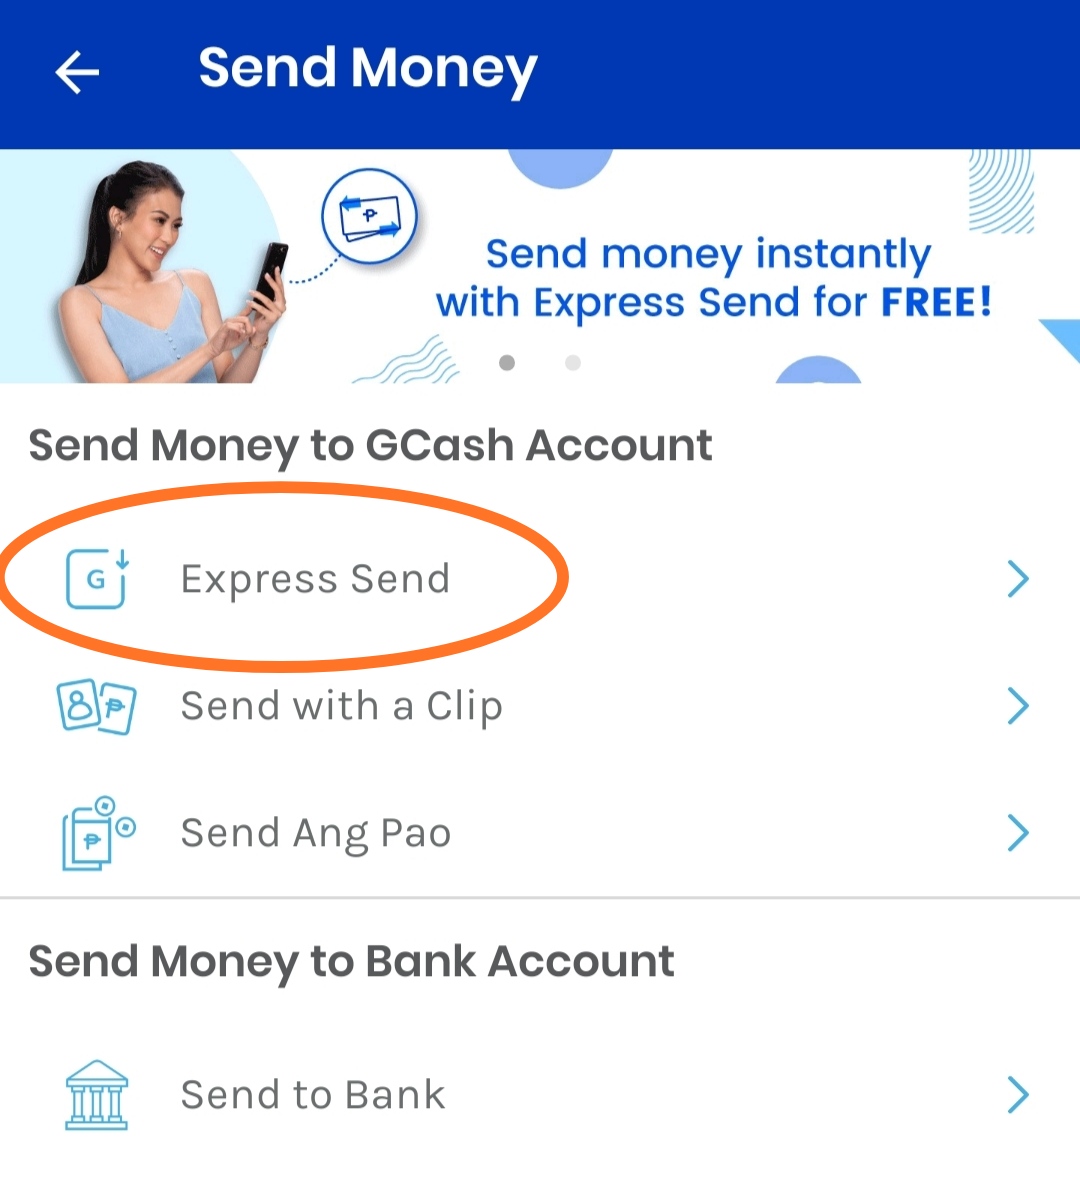 Send Money
Send money instantly
with Express Send for FREE!
Send Money to GCash Account
G
Express Send
Send with a Clip
Send Ang Pao
Send Money to Bank Account
Send to Bank